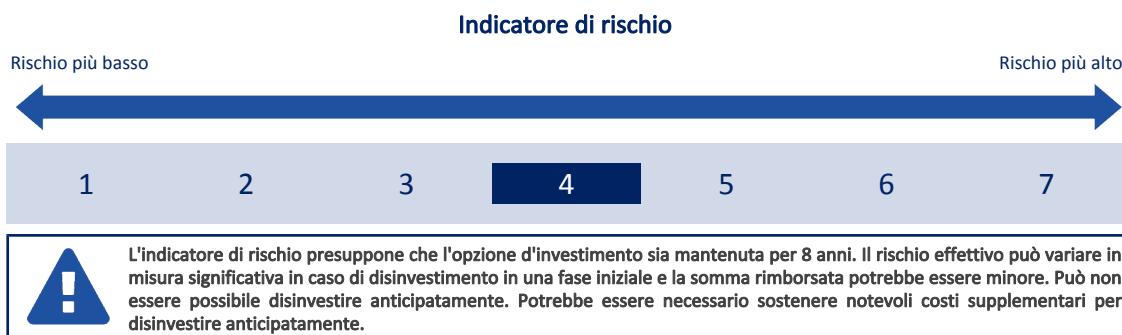 Indicatore di rischio
Rischio più basso Rischio più alto
1 2 3 4 5 6 7
L'indicatore di rischio presuppone che l'opzione d'investimento sia mantenuta per 8 anni. Il rischio effettivo può variare in
misura significativa in caso di disinvestimento in una fase iniziale e la somma rimborsata potrebbe essere minore. Può non
essere possibile disinvestire anticipatamente. Potrebbe essere necessario sostenere notevoli costi supplementari per
disinvestire anticipatamente.